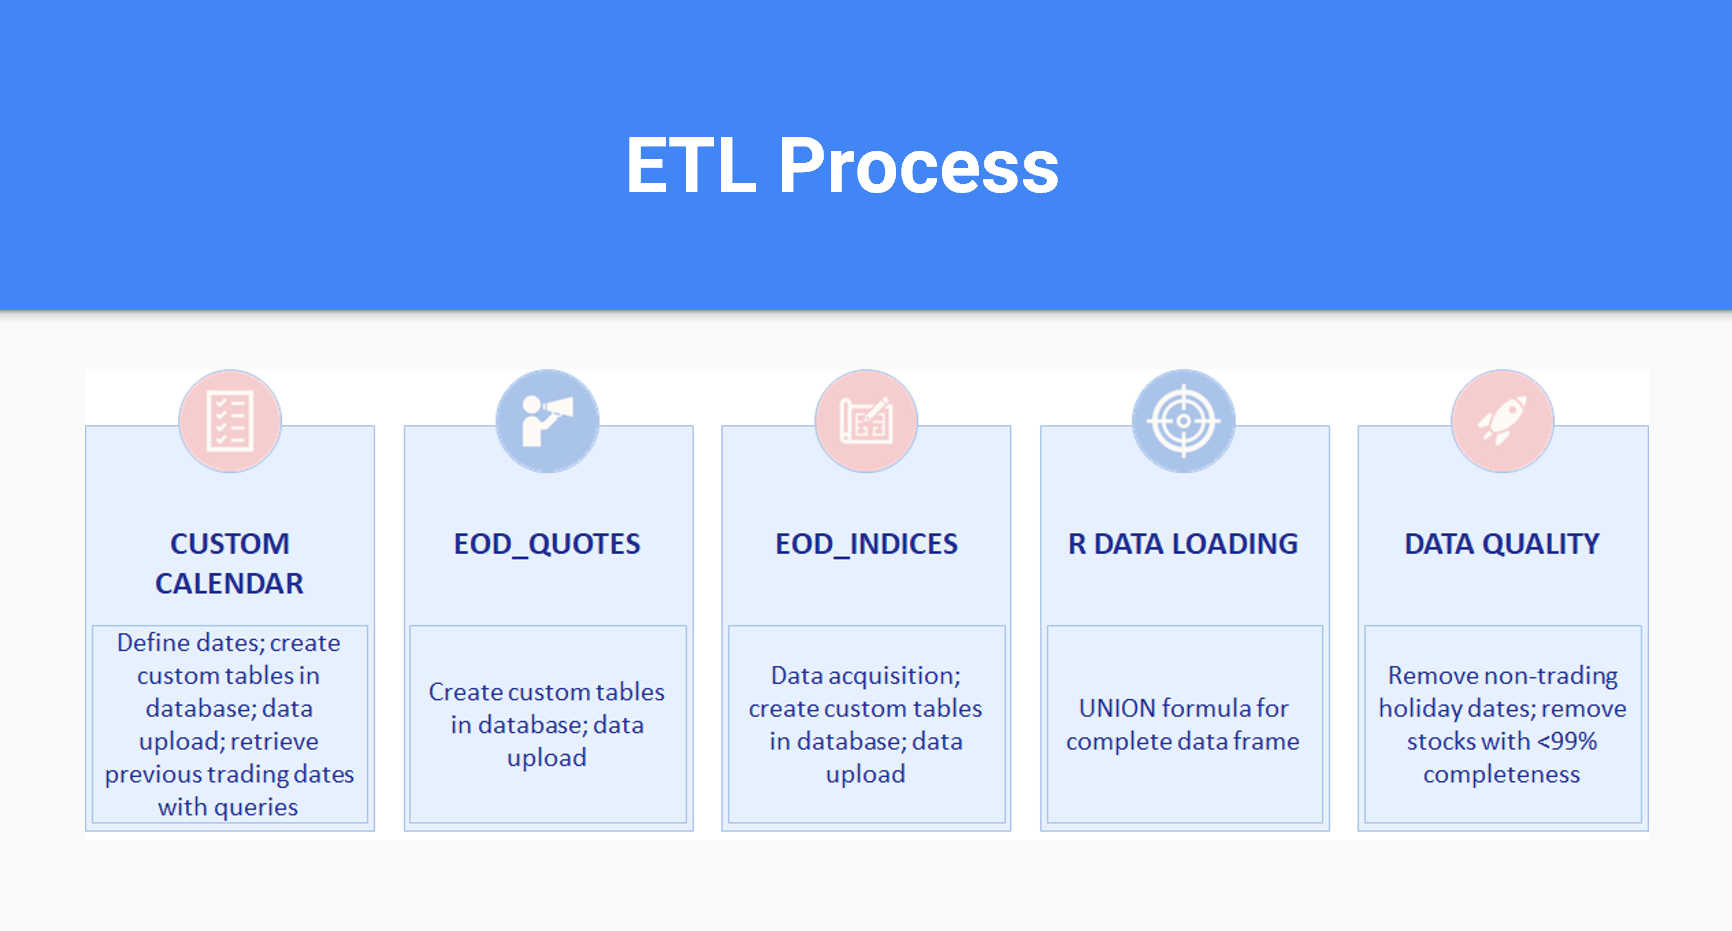 ETL Process
CUSTOM
CALENDAR
Define dates; create
custom tables in
database; data
upload; retrieve
previous trading dates
with queries
EOD_QUOTES
Create custom tables
in database; data
upload
EOD_INDICES
Data acquisition;
create custom tables
in database; data
upload
R DATA LOADING
UNION formula for
complete data frame
DATA QUALITY
Remove non-trading
holiday dates; remove
stocks with <99%
completeness